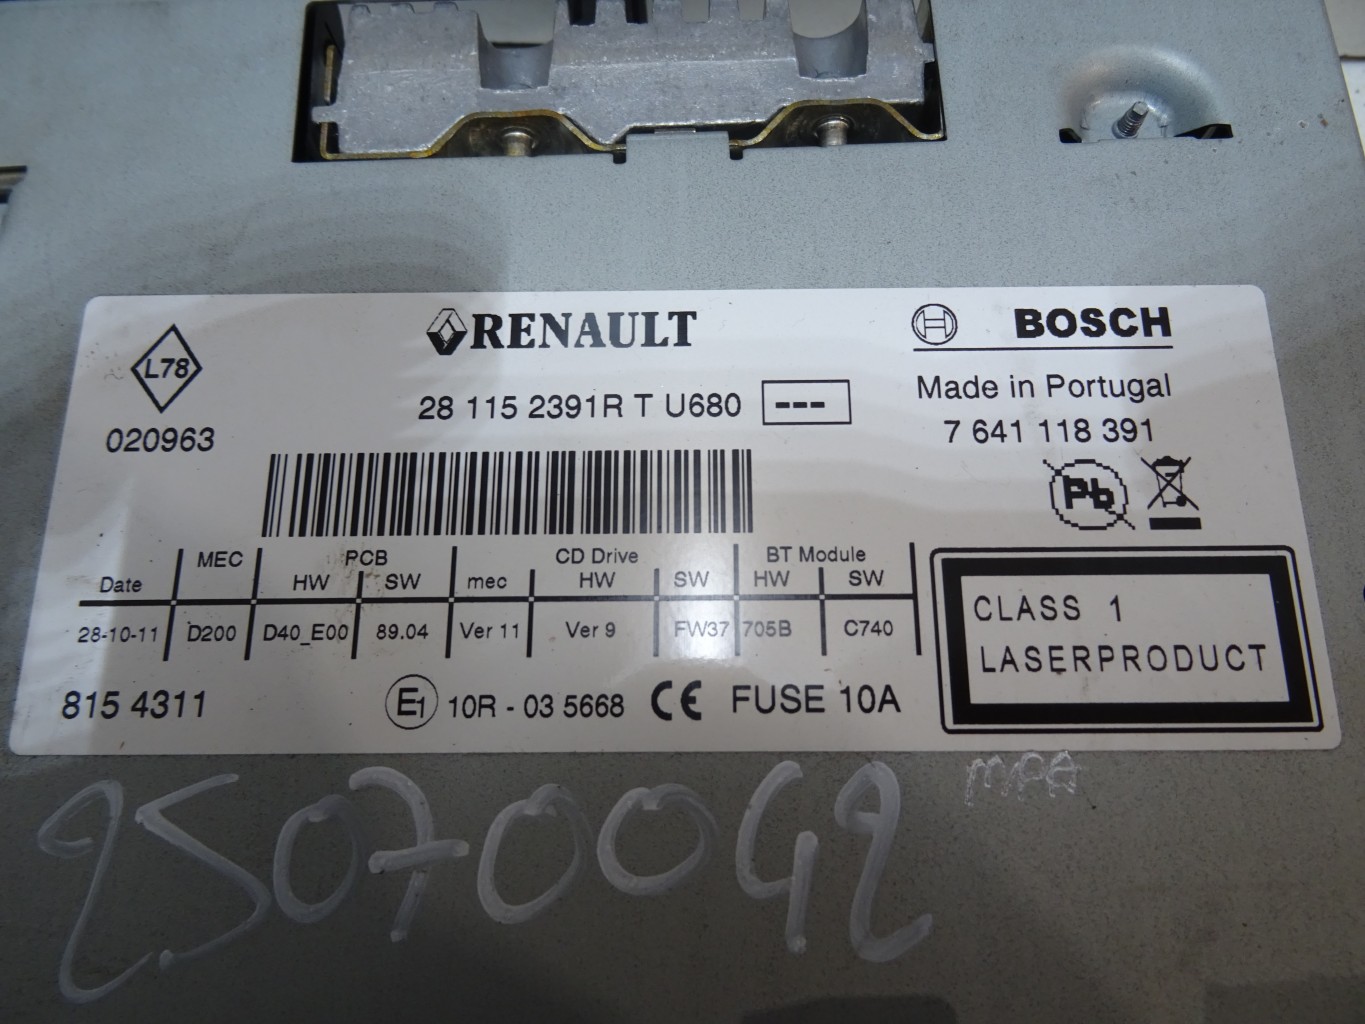 L78
020963
RENAULT
28 115 2391R T U680 ---
BOSCH
Made in Portugal
7 641 118 391
Pb
MEC PCB CD Drive BT Module
Date HW SW mec HW SW HW SW
28-10-11 D200 D40_E00 89.04 Ver 11 Ver 9 FW37 705B C740
CLASS 1
LASERPRODUCT
815 4311 E1 10R - 03 5668 CE FUSE 10A
25070042